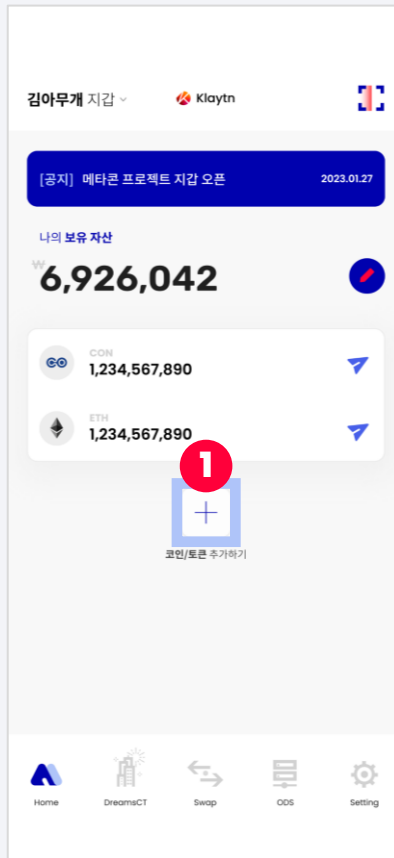 김아무개 지갑
Klaytn
[공지] 메타콘 프로젝트 지갑 오픈 2023.01.27
나의 보유 자산
₩6,926,042
CON
1,234,567,890
ETH
1,234,567,890
1
코인/토큰 추가하기
Home DreamsCT Swap ODS Setting